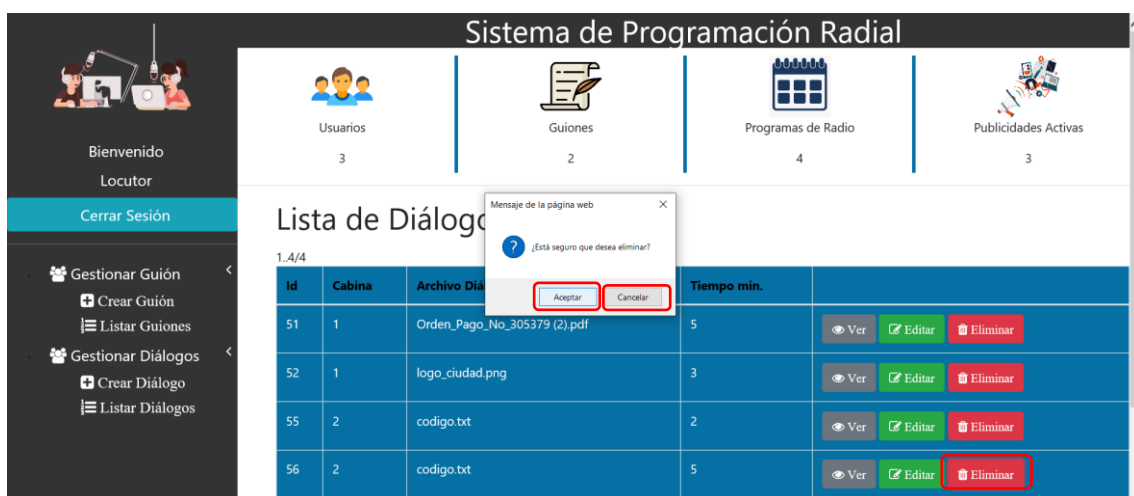 Sistema de Programación Radial
Usuarios
3
Guiones
2
Programas de Radio
4
Publicidades Activas
3
Bienvenido
Locutor
Cerrar Sesión
Gestionar Guión
Crear Guión
Listar Guiones
Gestionar Diálogos
Crear Diálogo
Listar Diálogos
Lista de Diálogo
1..4/4
Mensaje de la página web
¿Está seguro que desea eliminar?
Aceptar Cancelar
Id Cabina Archivo Diá Tiempo min.
51 1 Orden_Pago_No_305379 (2).pdf 5 Ver Editar Eliminar
52 1 logo_ciudad.png 3 Ver Editar Eliminar
55 2 codigo.txt 2 Ver Editar Eliminar
56 2 codigo.txt 5 Ver Editar Eliminar